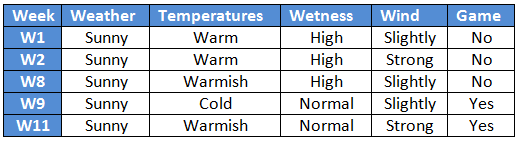 Week Weather Temperatures Wetness Wind Game
W1 Sunny Warm High Slightly No
W2 Sunny Warm High Strong No
W8 Sunny Warmish High Slightly No
W9 Sunny Cold Normal Slightly Yes
W11 Sunny Warmish Normal Strong Yes